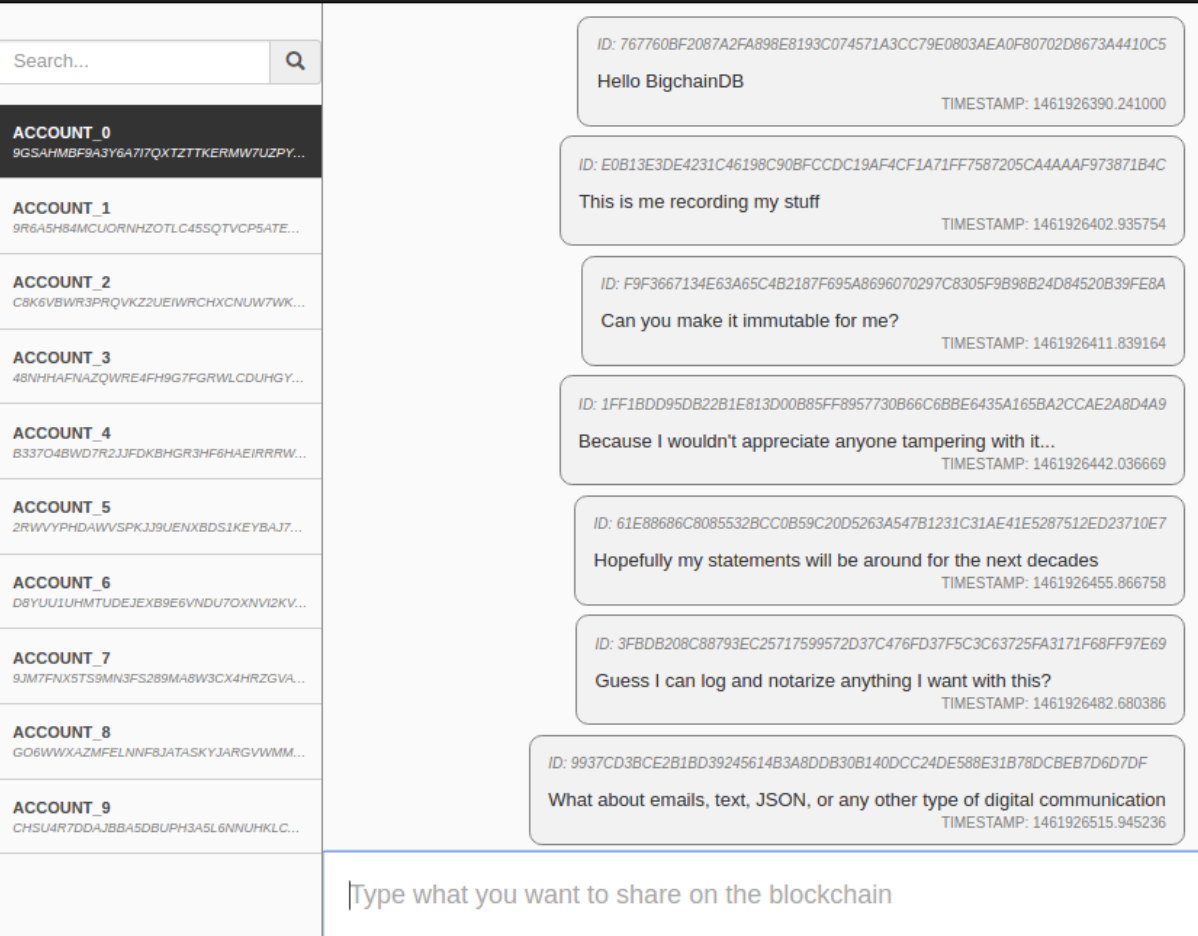 Search...
ACCOUNT_0
9GSAHMBF9A3Y6A7I7QXTZTTKERMW7UZPY...
ACCOUNT_1
9R6A5H84MCUORNHZOTLC45SQTVCP5ATE...
ACCOUNT_2
C8K6VBWR3PRQVKZ2UEIWRCHXCNUW7WK...
ACCOUNT_3
48NHHAFNAZQWRE4FH9G7FGRWLCDUHGY...
ACCOUNT_4
B337O4BWD7R2JJFDKBHGR3HF6HAEIRRRW...
ACCOUNT_5
2RWVYPHDAWVSPKJJ9UENXBDS1KEYBAJ7...
ACCOUNT_6
D8YUU1UHMTUDEJEXB9E6VNDU7OXNVI2KV...
ACCOUNT_7
9JM7FNX5TS9MN3FS289MA8W3CX4HRZGVA...
ACCOUNT_8
GO6WWXAZMFELNNF8JATASKYJARGVWMM...
ACCOUNT_9
CHSU4R7DDAJBBA5DBUPH3A5L6NNUHKLC...
ID: 767760BF2087A2FA898E8193C074571A3CC79E0803AEA0F80702D8673A4410C5
Hello BigchainDB
TIMESTAMP: 1461926390.241000
ID: E0B13E3DE4231C46198C90BFCCDC19AF4CF1A71FF7587205CA4AAAF973871B4C
This is me recording my stuff
TIMESTAMP: 1461926402.935754
ID: F9F3667134E63A65C4B2187F695A8696070297C8305F9B98B24D84520B39FE8A
Can you make it immutable for me?
TIMESTAMP: 1461926411.839164
ID: 1FF1BDD95DB22B1E813D00B85FF8957730B66C6BBE6435A165BA2CCAE2A8D4A9
Because I wouldn't appreciate anyone tampering with it...
TIMESTAMP: 1461926442.036669
ID: 61E88686C8085532BCC0B59C20D5263A547B1231C31AE41E5287512ED23710E7
Hopefully my statements will be around for the next decades
TIMESTAMP: 1461926455.866758
ID: 3FBDB208C88793EC25717599572D37C476FD37F5C3C63725FA3171F68FF97E69
Guess I can log and notarize anything I want with this?
TIMESTAMP: 1461926482.680386
ID: 9937CD3BCE2B1BD39245614B3A8DDB30B140DCC24DE588E31B78DCBEB7D6D7DF
What about emails, text, JSON, or any other type of digital communication
TIMESTAMP: 1461926515.945236
Type what you want to share on the blockchain